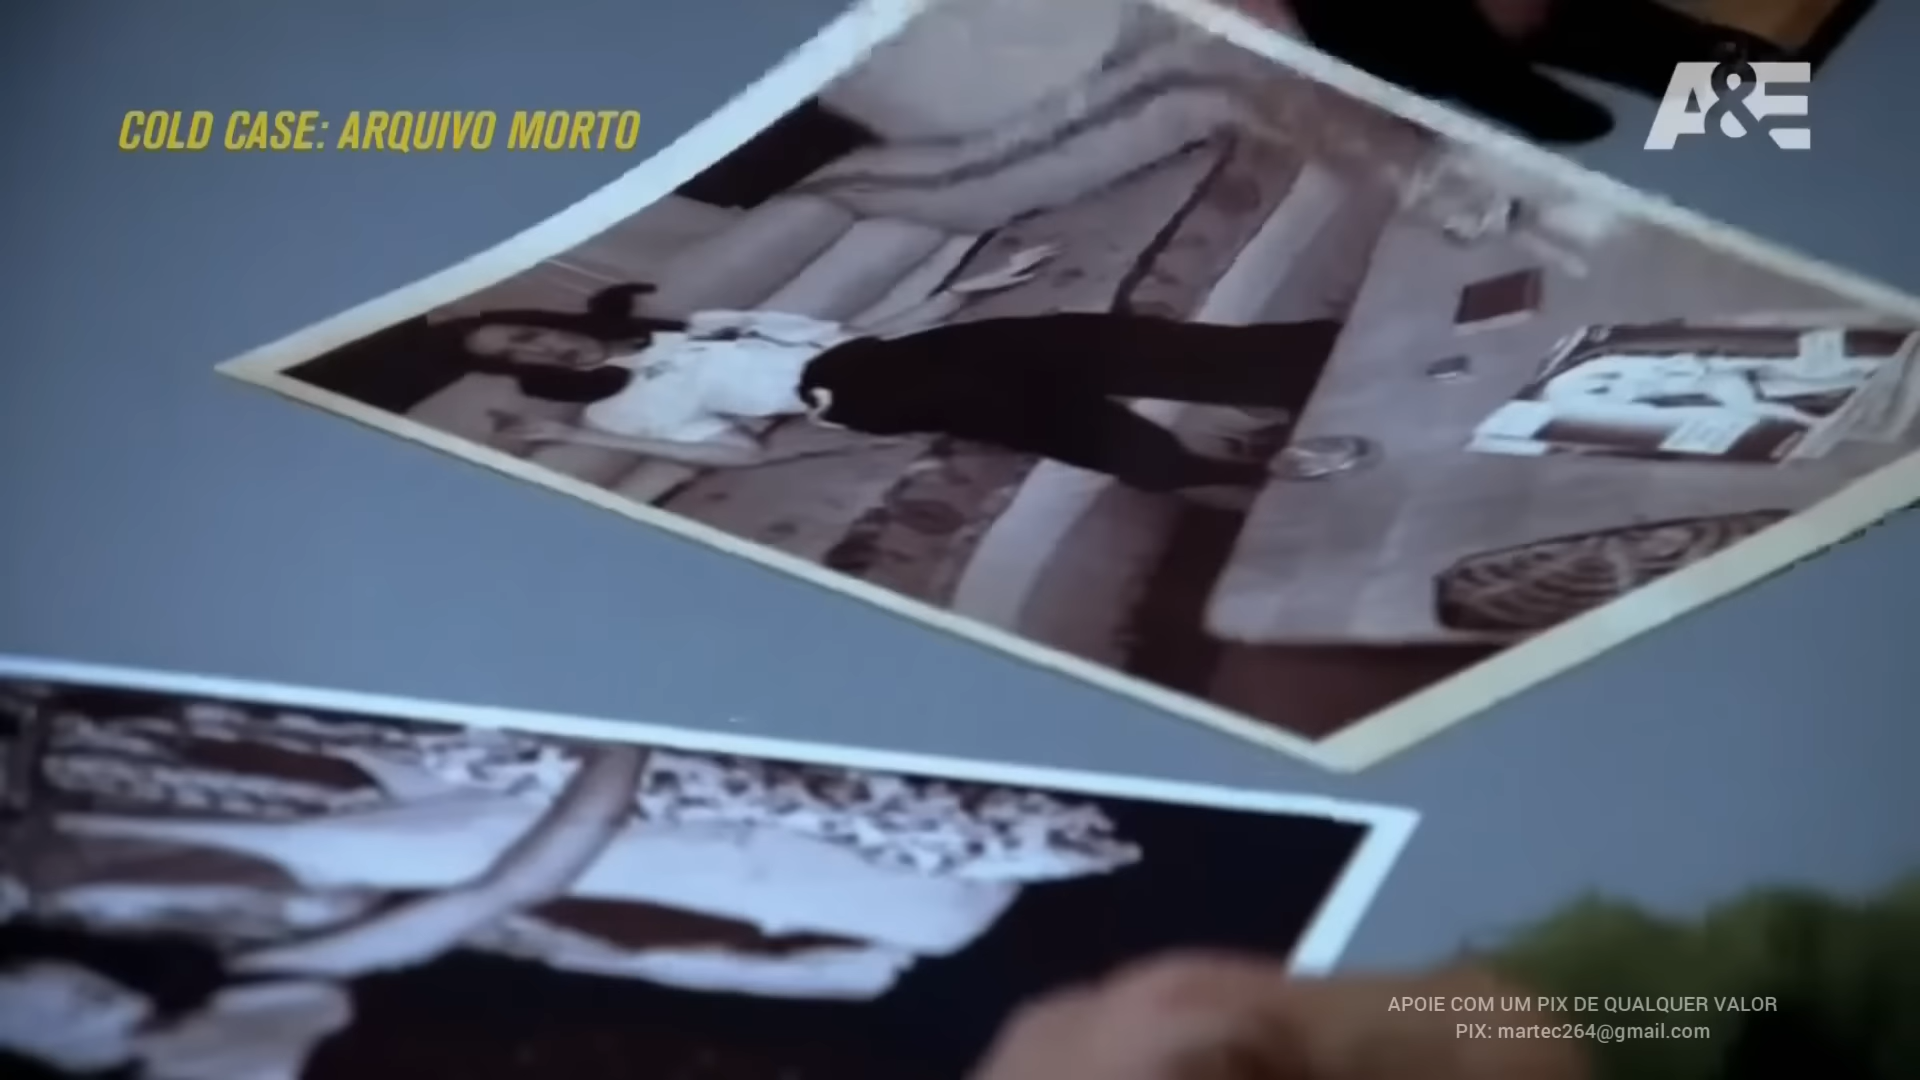 COLD CASE: ARQUIVO MORTO
A&E
APOIE COM UM PIX DE QUALQUER VALOR
PIX: martec264@gmail.com